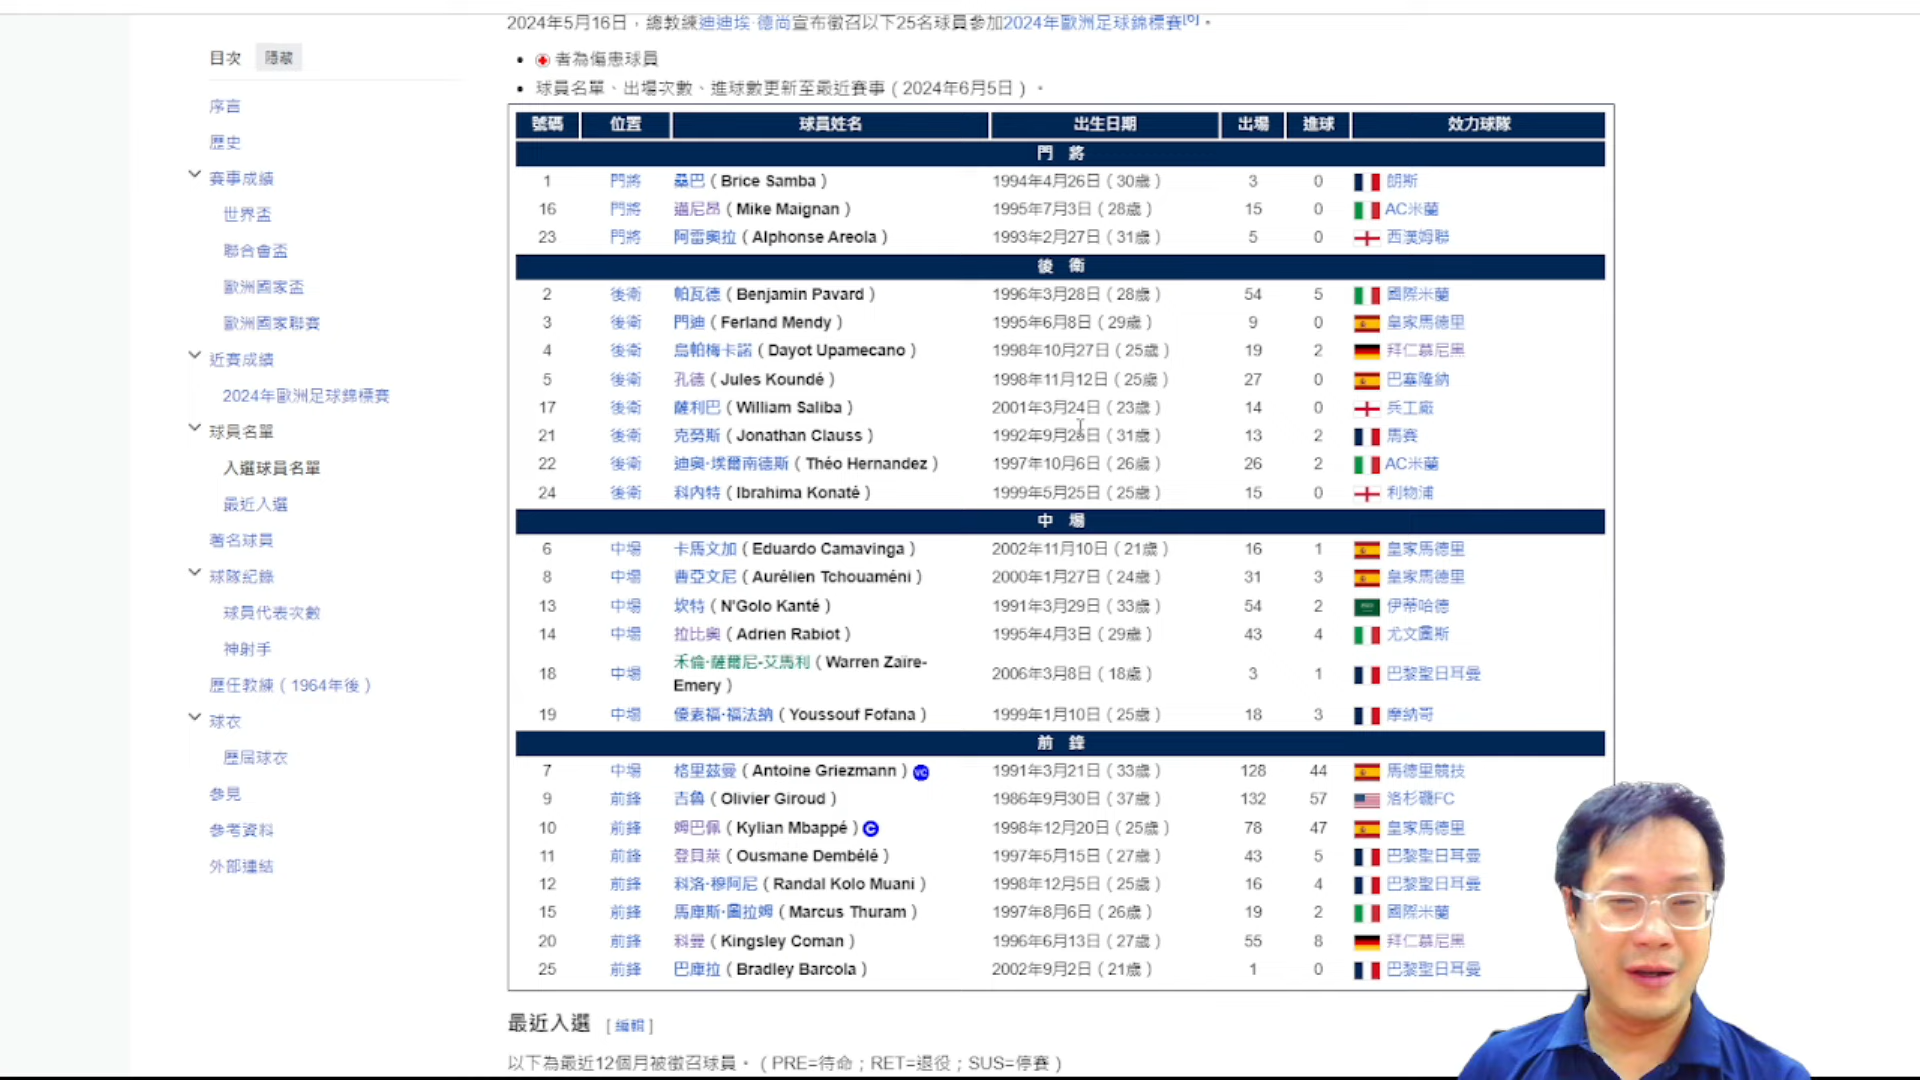 2024年5月16日，總教練迪迪埃·德尚宣布徵召以下25名球員參加2024年歐洲足球錦標賽[6]。
目次 隱藏
者為傷患球員
球員名單、出場次數、進球數更新至最近賽事（2024年6月5日）。
序言
歷史
賽事成績
世界盃
聯合會盃
歐洲國家盃
歐洲國家聯賽
近賽成績
2024年歐洲足球錦標賽
球員名單
入選球員名單
最近入選
著名球員
球隊紀錄
球員代表次數
神射手
歷任教練（1964年後）
球衣
歷屆球衣
參見
參考資料
外部連結
號碼 位置 球員姓名 出生日期 出場 進球 效力球隊
門 將
1 門將 桑巴（Brice Samba） 1994年4月26日（30歲） 3 0 朗斯
16 門將 邁尼昂（Mike Maignan） 1995年7月3日（28歲） 15 0 AC米蘭
23 門將 阿雷奧拉（Alphonse Areola） 1993年2月27日（31歲） 5 0 西漢姆聯
後 衛
2 後衛 帕瓦德（Benjamin Pavard） 1996年3月28日（28歲） 54 5 國際米蘭
3 後衛 門迪（Ferland Mendy） 1995年6月8日（29歲） 9 0 皇家馬德里
4 後衛 烏帕梅卡諾（Dayot Upamecano） 1998年10月27日（25歲） 19 2 拜仁慕尼黑
5 後衛 孔德（Jules Koundé） 1998年11月12日（25歲） 27 0 巴塞隆納
17 後衛 薩利巴（William Saliba） 2001年3月24日（23歲） 14 0 兵工廠
21 後衛 克勞斯（Jonathan Clauss） 1992年9月25日（31歲） 13 2 馬賽
22 後衛 迪奧·埃爾南德斯（Théo Hernandez） 1997年10月6日（26歲） 26 2 AC米蘭
24 後衛 科內特（Ibrahima Konaté） 1999年5月25日（25歲） 15 0 利物浦
中 場
6 中場 卡馬文加（Eduardo Camavinga） 2002年11月10日（21歲） 16 1 皇家馬德里
8 中場 曹亞文尼（Aurélien Tchouaméni） 2000年1月27日（24歲） 31 3 皇家馬德里
13 中場 坎特（N'Golo Kanté） 1991年3月29日（33歲） 54 2 伊蒂哈德
14 中場 拉比奧（Adrien Rabiot） 1995年4月3日（29歲） 43 4 尤文圖斯
18 中場 禾倫·薩爾尼-艾馬利（Warren Zaïre-
Emery） 2006年3月8日（18歲） 3 1 巴黎聖日耳曼
19 中場 優素福·福法納（Youssouf Fofana） 1999年1月10日（25歲） 18 3 摩納哥
前 鋒
7 中場 格里茲曼（Antoine Griezmann） VC 1991年3月21日（33歲） 128 44 馬德里競技
9 前鋒 吉魯（Olivier Giroud） 1986年9月30日（37歲） 132 57 洛杉磯FC
10 前鋒 姆巴佩（Kylian Mbappé） C 1998年12月20日（25歲） 78 47 皇家馬德里
11 前鋒 登貝萊（Ousmane Dembélé） 1997年5月15日（27歲） 43 5 巴黎聖日耳曼
12 前鋒 科洛·穆阿尼（Randal Kolo Muani） 1998年12月5日（25歲） 16 4 巴黎聖日耳曼
15 前鋒 馬庫斯·圖拉姆（Marcus Thuram） 1997年8月6日（26歲） 19 2 國際米蘭
20 前鋒 科曼（Kingsley Coman） 1996年6月13日（27歲） 55 8 拜仁慕尼黑
25 前鋒 巴庫拉（Bradley Barcola） 2002年9月2日（21歲） 1 0 巴黎聖日耳曼
最近入選 [編輯]
以下為最近12個月被徵召球員。（PRE=待命；RET=退役；SUS=停賽）